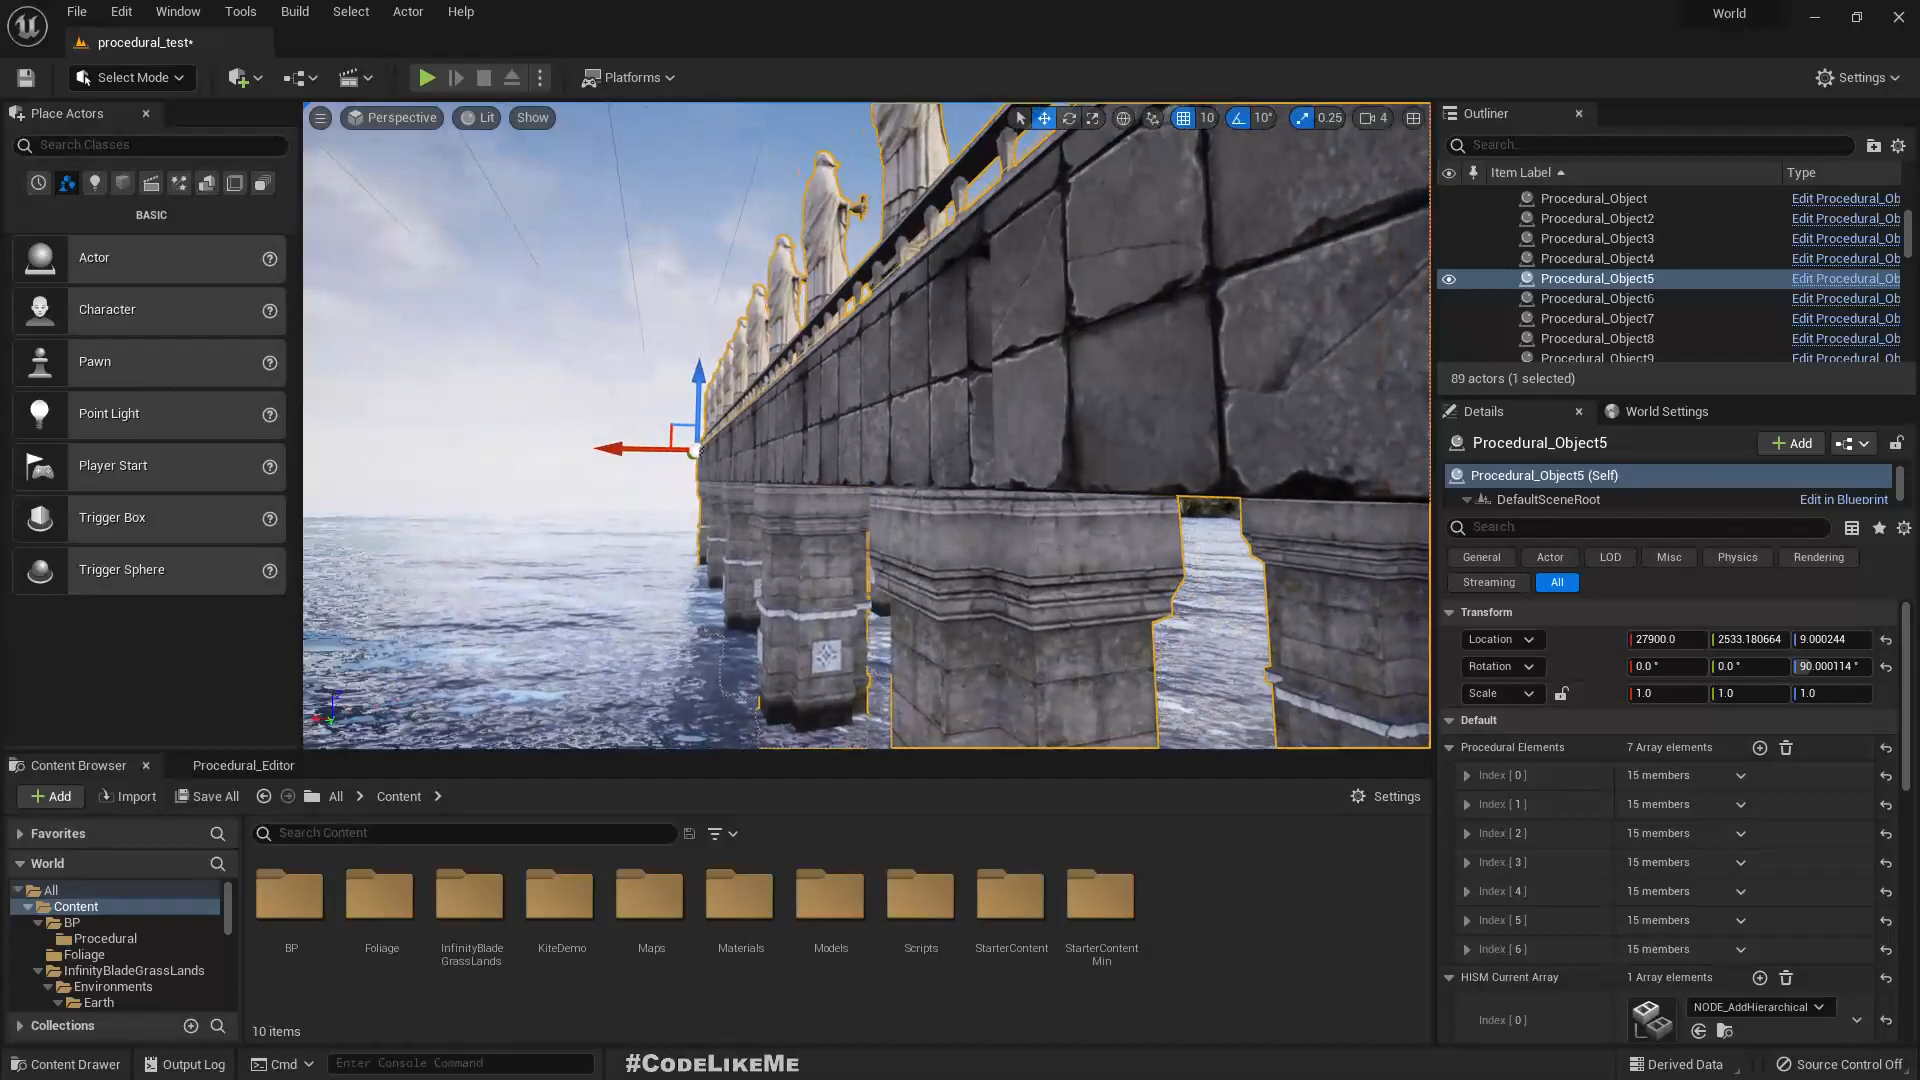 File Edit Window Tools Build Select Actor Help
World
procedural_test*
Select Mode
Platforms
Settings
Place Actors
Search Classes
BASIC
Actor
Character
Pawn
Point Light
Player Start
Trigger Box
Trigger Sphere
Perspective Lit Show
10 10° 0.25 4
Outliner
Search...
Item Label Type
Procedural_Object Edit Procedural_Ob
Procedural_Object2 Edit Procedural_Ob
Procedural_Object3 Edit Procedural_Ob
Procedural_Object4 Edit Procedural_Ob
Procedural_Object5 Edit Procedural_Ob
Procedural_Object6 Edit Procedural_Ob
Procedural_Object7 Edit Procedural_Ob
Procedural_Object8 Edit Procedural_Ob
Procedural_Object9 Edit Procedural_Ob
89 actors (1 selected)
Details World Settings
Procedural_Object5 Add
Procedural_Object5 (Self)
DefaultSceneRoot Edit in Blueprint
Search
General Actor LOD Misc Physics Rendering
Streaming All
Transform
Location 27900.0 2533.180664 9.000244
Rotation 0.0 ° 0.0 ° 90.000114 °
Scale 1.0 1.0 1.0
Default
Procedural Elements 7 Array elements
Index [ 0 ] 15 members
Index [ 1 ] 15 members
Index [ 2 ] 15 members
Index [ 3 ] 15 members
Index [ 4 ] 15 members
Index [ 5 ] 15 members
Index [ 6 ] 15 members
HISM Current Array 1 Array elements
Index [ 0 ] NODE_AddHierarchical
Content Browser Procedural_Editor
Add Import Save All All Content Settings
Favorites
World
All
Content
BP
Procedural
Foliage
InfinityBladeGrassLands
Environments
Earth
Collections
Search Content
BP Foliage InfinityBlade KiteDemo Maps Materials Models Scripts StarterContent StarterContent
GrassLands Min
10 items
Content Drawer Output Log Cmd Enter Console Command #CODELIKEME Derived Data Source Control Off